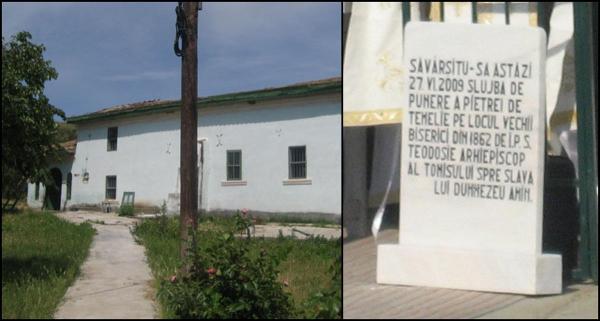 SĂVÂRȘITU-SA ASTĂZI
27.VI.2009 SLUJBA DE
PUNERE A PIETREI DE
TEMELIE PE LOCUL VECHII
BISERICI DIN 1862 DE Î.P.S.
TEODOSIE ARHIEPISCOP
AL TOMISULUI SPRE SLAVA
LUI DUMNEZEU AMIN.